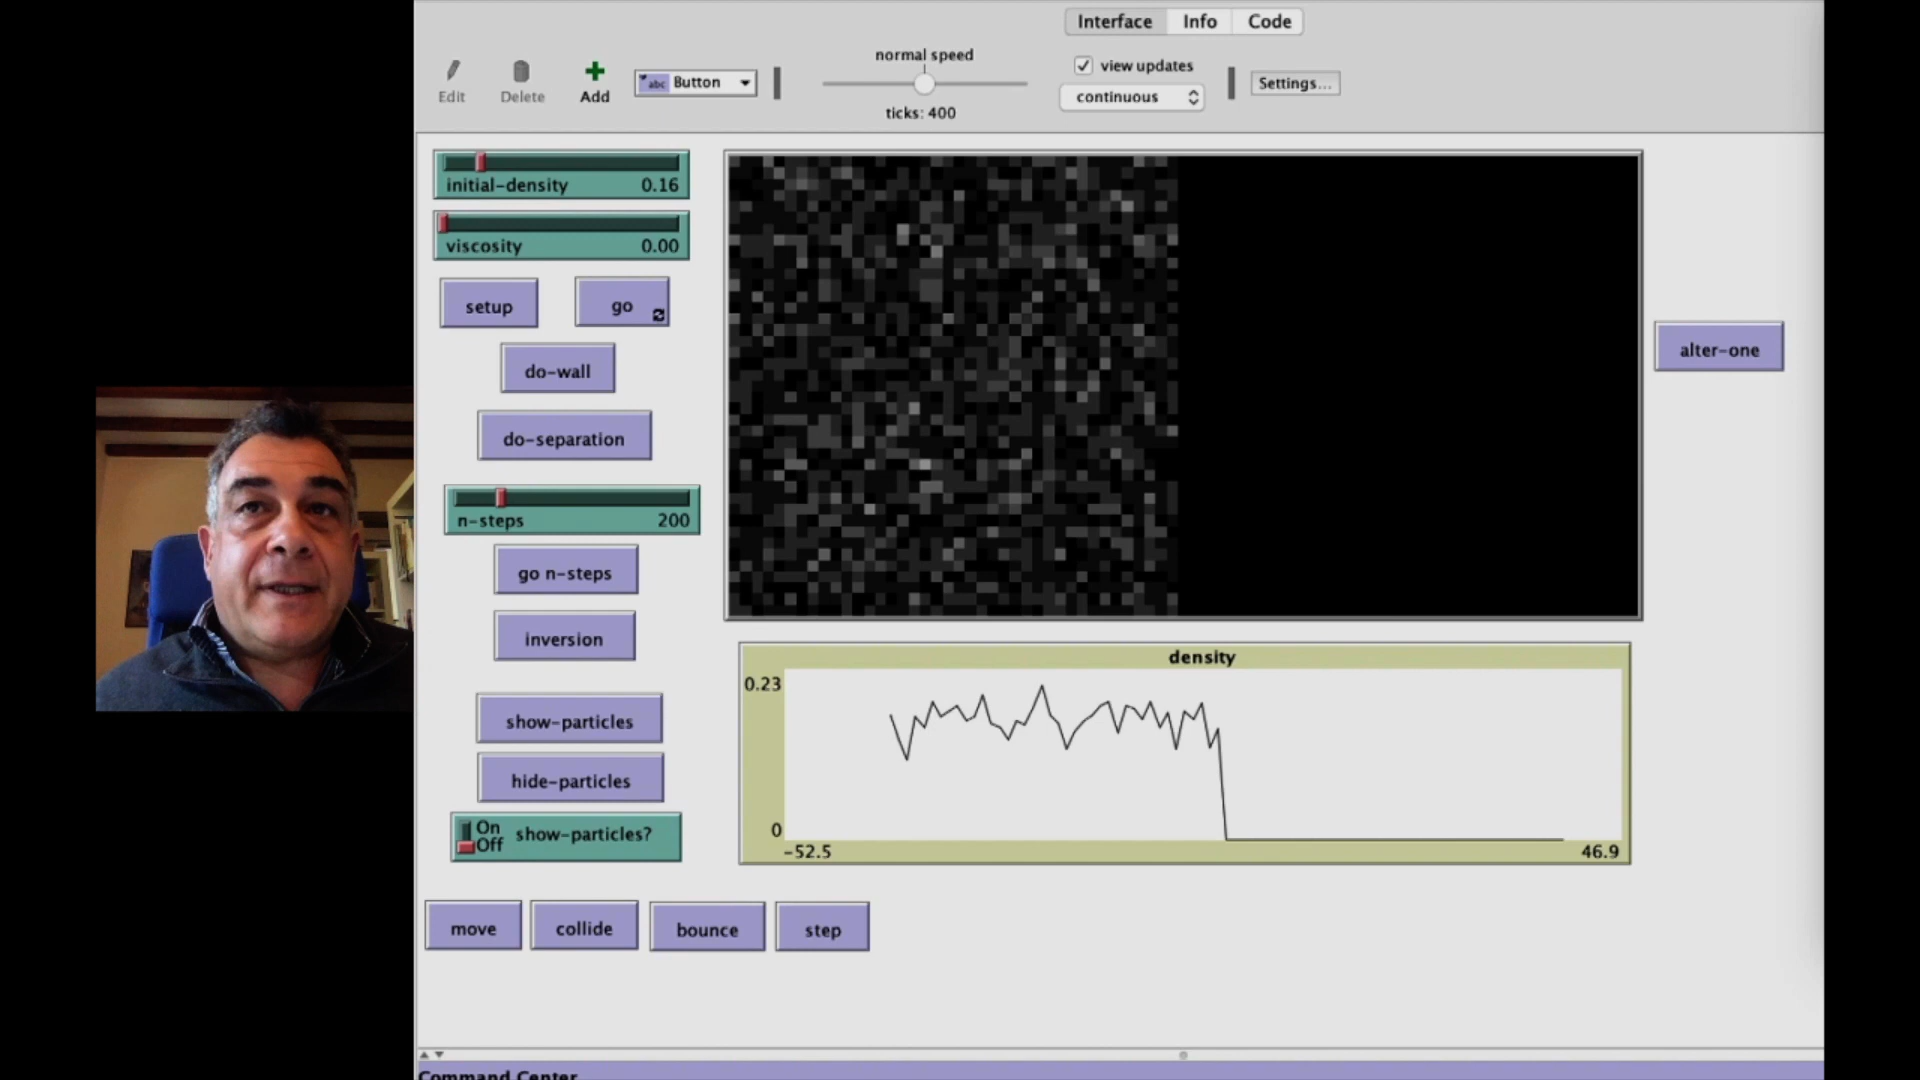 Interface Info Code
normal speed
view updates
Edit Delete Add abc Button continuous Settings...
ticks: 400
initial-density 0.16
viscosity 0.00
setup go
do-wall
do-separation
n-steps 200
go n-steps
inversion
show-particles
hide-particles
On
Off show-particles?
move collide bounce step
alter-one
density
0.23
0
-52.5 46.9
Command Center